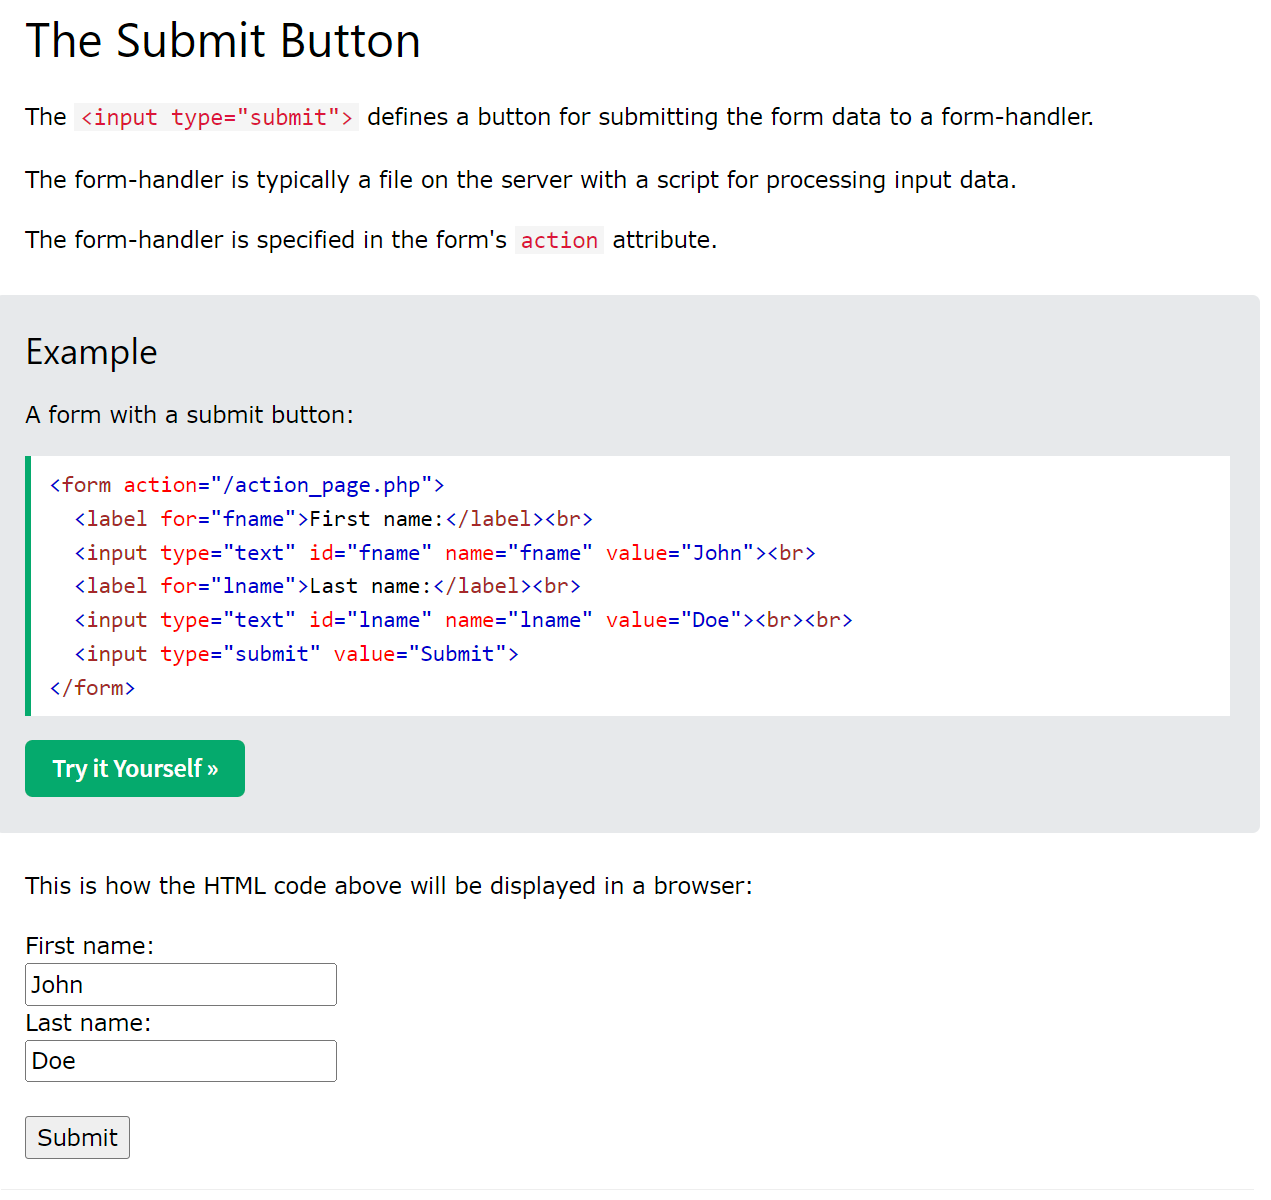 The Submit Button
The <input type="submit"> defines a button for submitting the form data to a form-handler.
The form-handler is typically a file on the server with a script for processing input data.
The form-handler is specified in the form's action attribute.
Example
A form with a submit button:
<form action="/action_page.php">
  <label for="fname">First name:</label><br>
  <input type="text" id="fname" name="fname" value="John"><br>
  <label for="lname">Last name:</label><br>
  <input type="text" id="lname" name="lname" value="Doe"><br><br>
  <input type="submit" value="Submit">
</form>
Try it Yourself »
This is how the HTML code above will be displayed in a browser:
First name:
John
Last name:
Doe
Submit